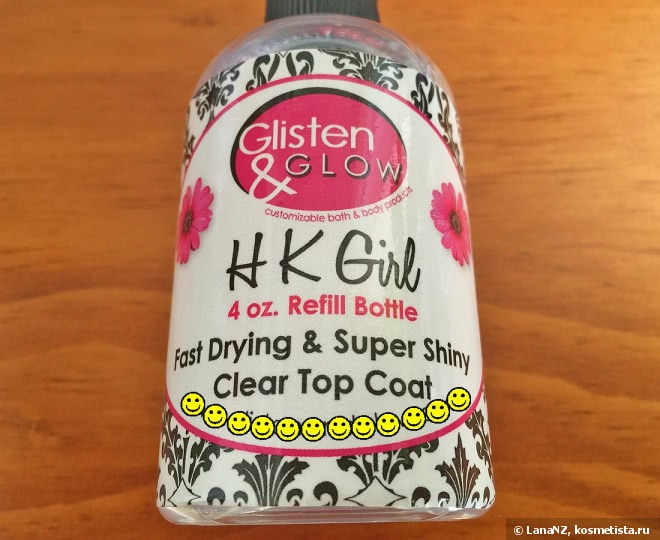 Glisten
& GLOW
customizable bath & body products
HK Girl
4 oz. Refill Bottle
Fast Drying & Super Shiny
Clear Top Coat
© LanaNZ, kosmetista.ru